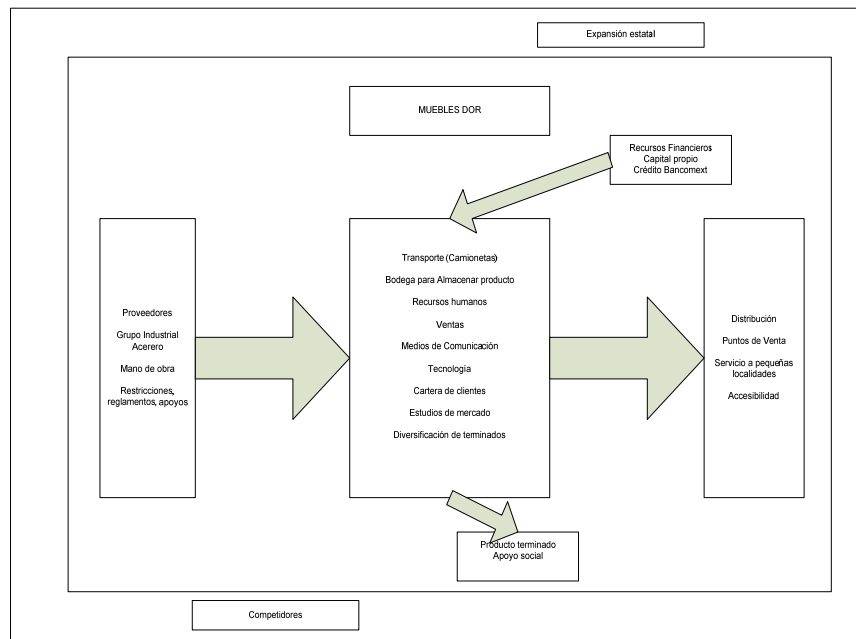 Expansión estatal
MUEBLES DOR
Recursos Financieros
Capital propio
Crédito Bancomext
Proveedores
Grupo Industrial
Acerero
Mano de obra
Restricciones,
reglamentos, apoyos
Transporte (Camionetas)
Bodega para Almacenar producto
Recursos humanos
Ventas
Medios de Comunicación
Tecnología
Cartera de clientes
Estudios de mercado
Diversificación de terminados
Distribución
Puntos de Venta
Servicio a pequeñas
localidades
Accesibilidad
Producto terminado
Apoyo social
Competidores